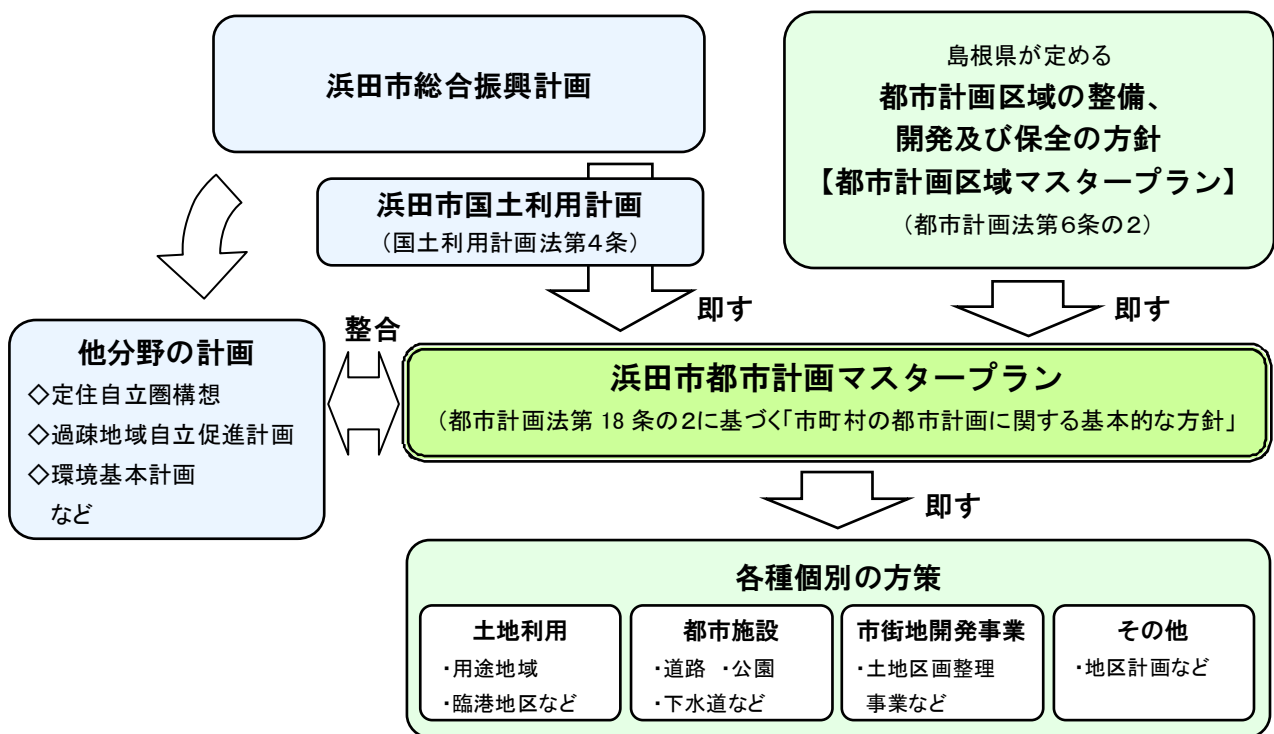 浜田市総合振興計画
島根県が定める
都市計画区域の整備、
開発及び保全の方針
【都市計画区域マスタープラン】
（都市計画法第６条の２）
浜田市国土利用計画
（国土利用計画法第４条）
即す
即す
他分野の計画
◇定住自立圏構想
◇過疎地域自立促進計画
◇環境基本計画
など
整合
浜田市都市計画マスタープラン
（都市計画法第 18 条の２に基づく「市町村の都市計画に関する基本的な方針」
即す
各種個別の方策
土地利用
・用途地域
・臨港地区など
都市施設
・道路 ・公園
・下水道など
市街地開発事業
・土地区画整理
事業など
その他
・地区計画など